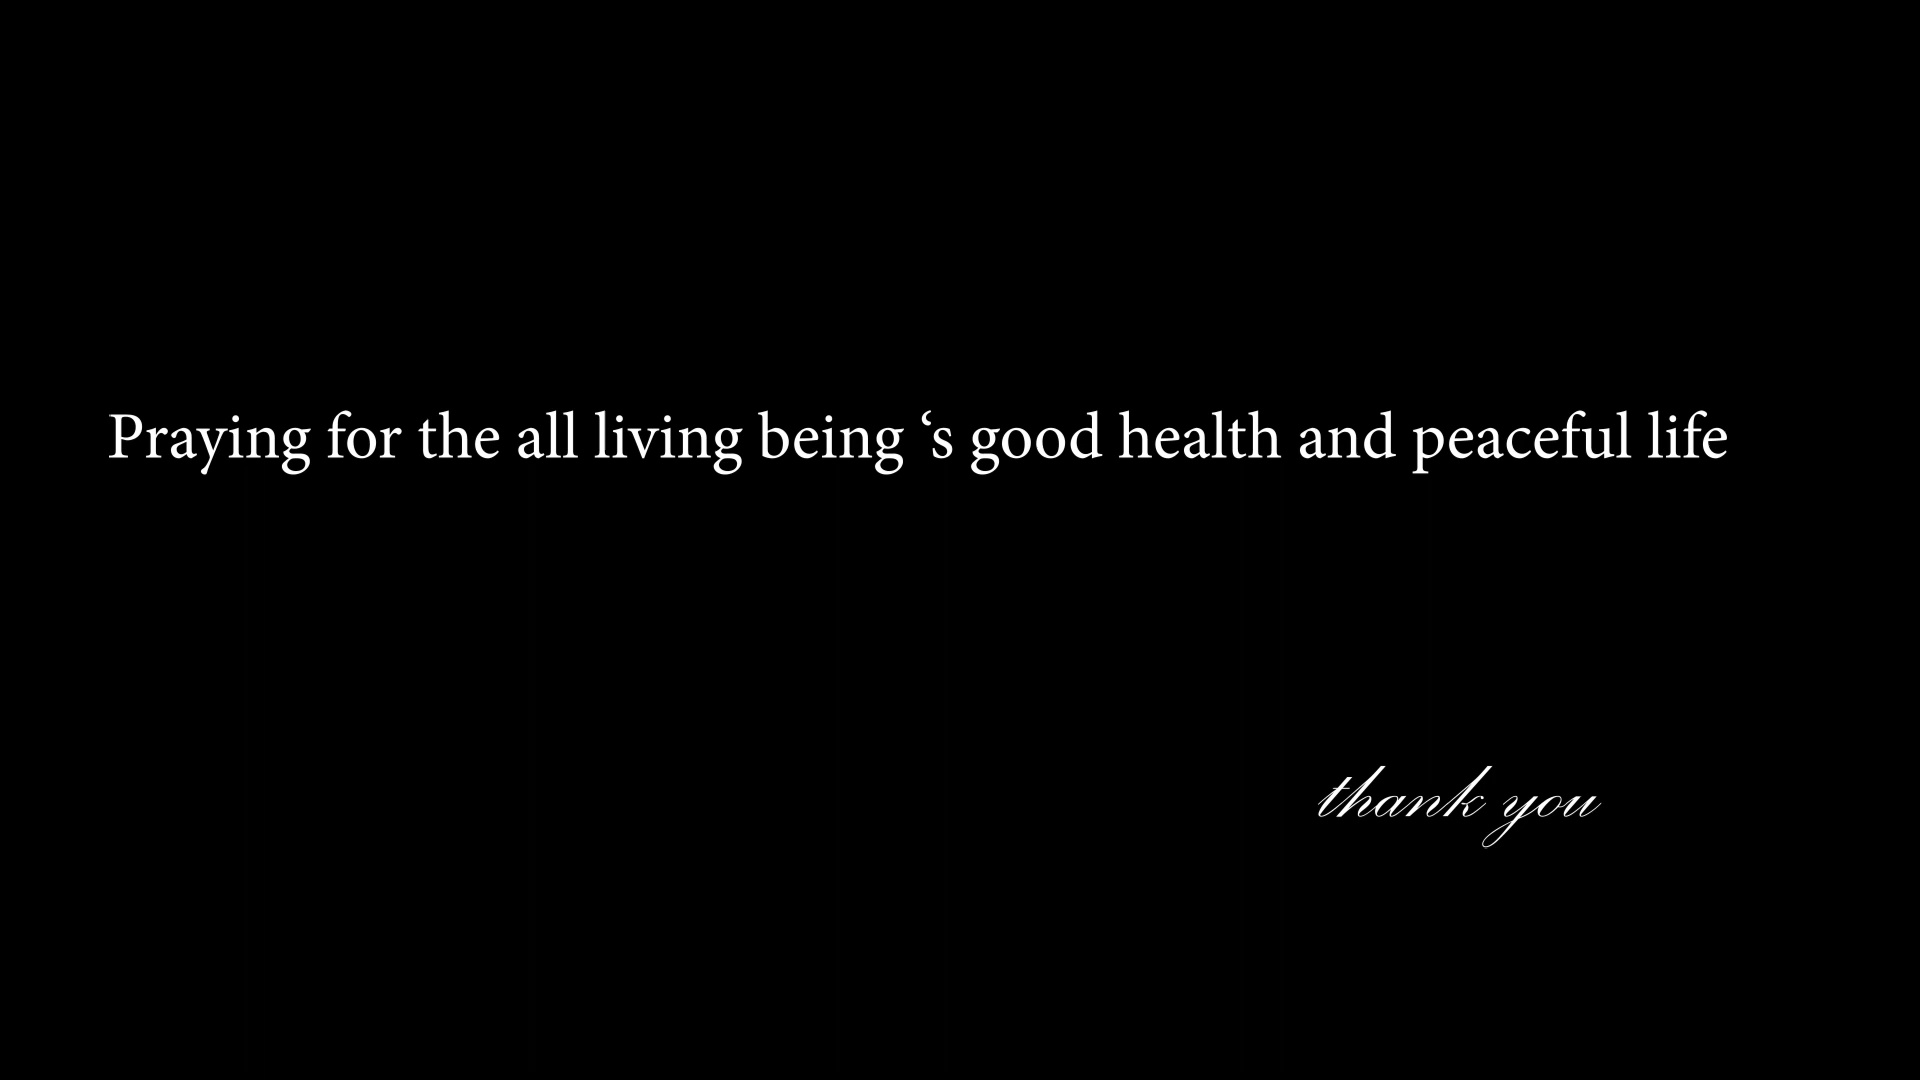 Praying for the all living being ‘s good health and peaceful life
thank you